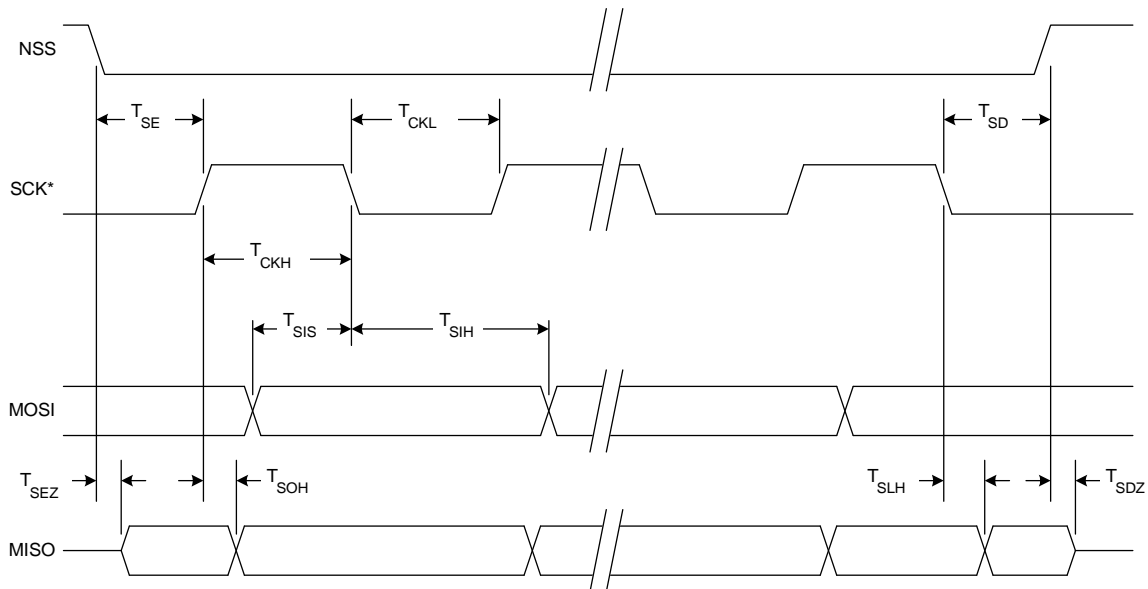 NSS
T_SE
T_CKL
T_SD
SCK*
T_CKH
T_SIS
T_SIH
MOSI
T_SEZ
T_SOH
T_SLH
T_SDZ
MISO